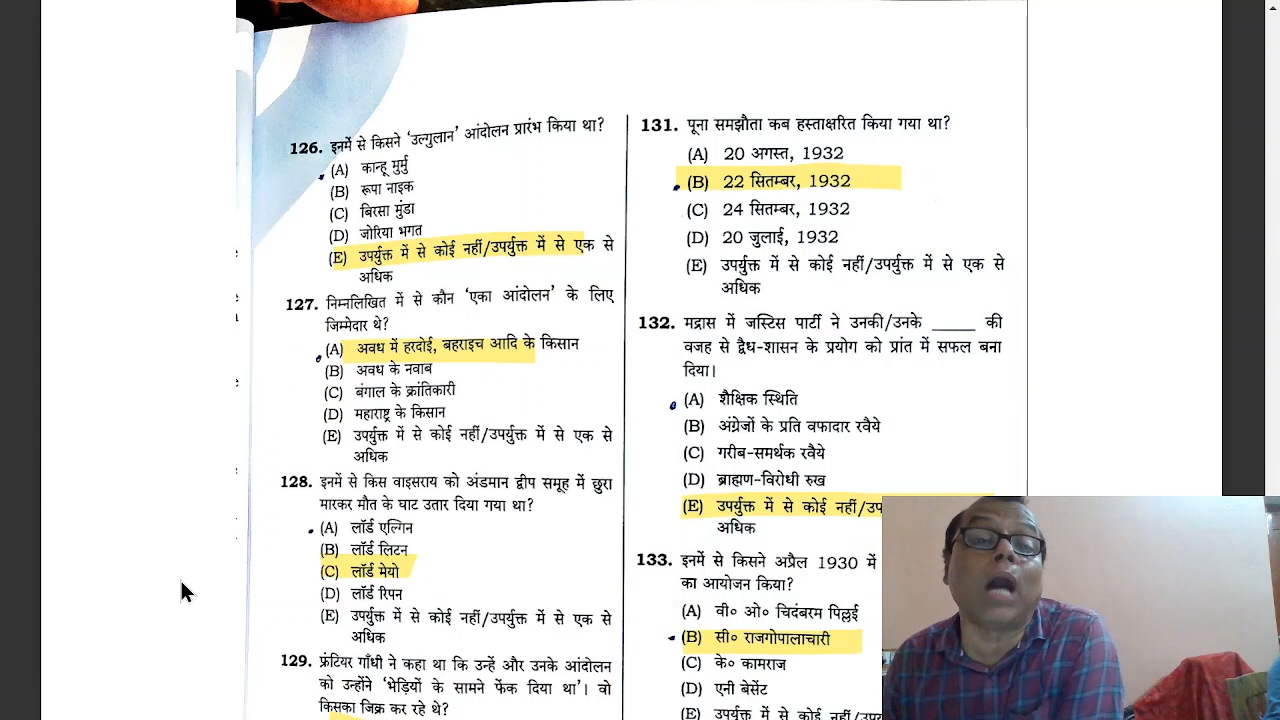 126. इनमें से किसने ‘उल्गुलान’ आंदोलन प्रारंभ किया था?
(A) कान्हू मुर्मु
(B) रूपा नाइक
(C) बिरसा मुंडा
(D) जोरिया भगत
(E) उपर्युक्त में से कोई नहीं/उपर्युक्त में से एक से
अधिक
127. निम्नलिखित में से कौन ‘एका आंदोलन’ के लिए
जिम्मेदार थे?
(A) अवध में हरदोई, बहराइच आदि के किसान
(B) अवध के नवाब
(C) बंगाल के क्रांतिकारी
(D) महाराष्ट्र के किसान
(E) उपर्युक्त में से कोई नहीं/उपर्युक्त में से एक से
अधिक
128. इनमें से किस वाइसराय को अंडमान द्वीप समूह में छुरा
मारकर मौत के घाट उतार दिया गया था?
(A) लॉर्ड एल्गिन
(B) लॉर्ड लिटन
(C) लॉर्ड मेयो
(D) लॉर्ड रिपन
(E) उपर्युक्त में से कोई नहीं/उपर्युक्त में से एक से
अधिक
129. फ्रंटियर गाँधी ने कहा था कि उन्हें और उनके आंदोलन
को उन्होंने ‘भेड़ियों के सामने फेंक दिया था’। वो
किसका जिक्र कर रहे थे?
131. पूना समझौता कब हस्ताक्षरित किया गया था?
(A) 20 अगस्त, 1932
(B) 22 सितम्बर, 1932
(C) 24 सितम्बर, 1932
(D) 20 जुलाई, 1932
(E) उपर्युक्त में से कोई नहीं/उपर्युक्त में से एक से
अधिक
132. मद्रास में जस्टिस पार्टी ने उनकी/उनके _____ की
वजह से द्वैध-शासन के प्रयोग को प्रांत में सफल बना
दिया।
(A) शैक्षिक स्थिति
(B) अंग्रेजों के प्रति वफादार रवैये
(C) गरीब-समर्थक रवैये
(D) ब्राह्मण-विरोधी रुख
(E) उपर्युक्त में से कोई नहीं/उप
अधिक
133. इनमें से किसने अप्रैल 1930 में
का आयोजन किया?
(A) वी० ओ० चिदंबरम पिल्लई
(B) सी० राजगोपालाचारी
(C) के० कामराज
(D) एनी बेसेंट
(E) उपर्युक्त में से कोई नहीं/उप